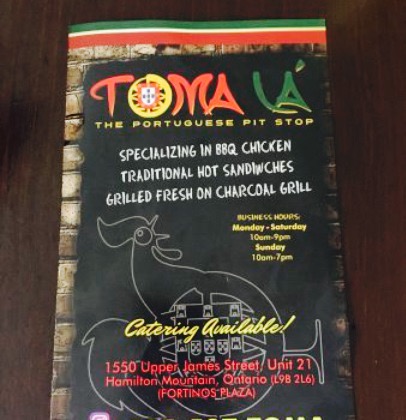 TOMA LÁ
THE PORTUGUESE PIT STOP
SPECIALIZING IN BBQ CHICKEN
TRADITIONAL HOT SANDIWCHES
GRILLED FRESH ON CHARCOAL GRILL
BUSINESS HOURS:
Monday - Saturday
10am-9pm
Sunday
10am-7pm
Catering Available!
1550 Upper James Street, Unit 21
Hamilton Mountain, Ontario (L9B 2L6)
(FORTINOS PLAZA)